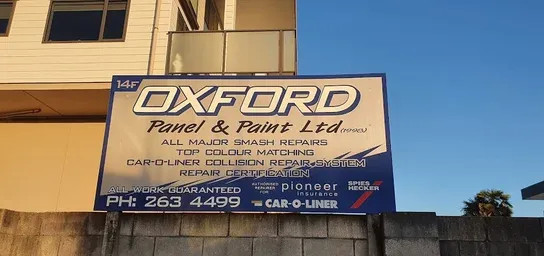 14F
OXFORD
Panel & Paint Ltd (1993)
ALL MAJOR SMASH REPAIRS
TOP COLOUR MATCHING
CAR-O-LINER COLLISION REPAIR SYSTEM
REPAIR CERTIFICATION
ALL WORK GUARANTEED
PH: 263 4499
AUTHORISED
REPAIRER
FOR
pioneer
insurance
CAR-O-LINER
SPIES
HECKER